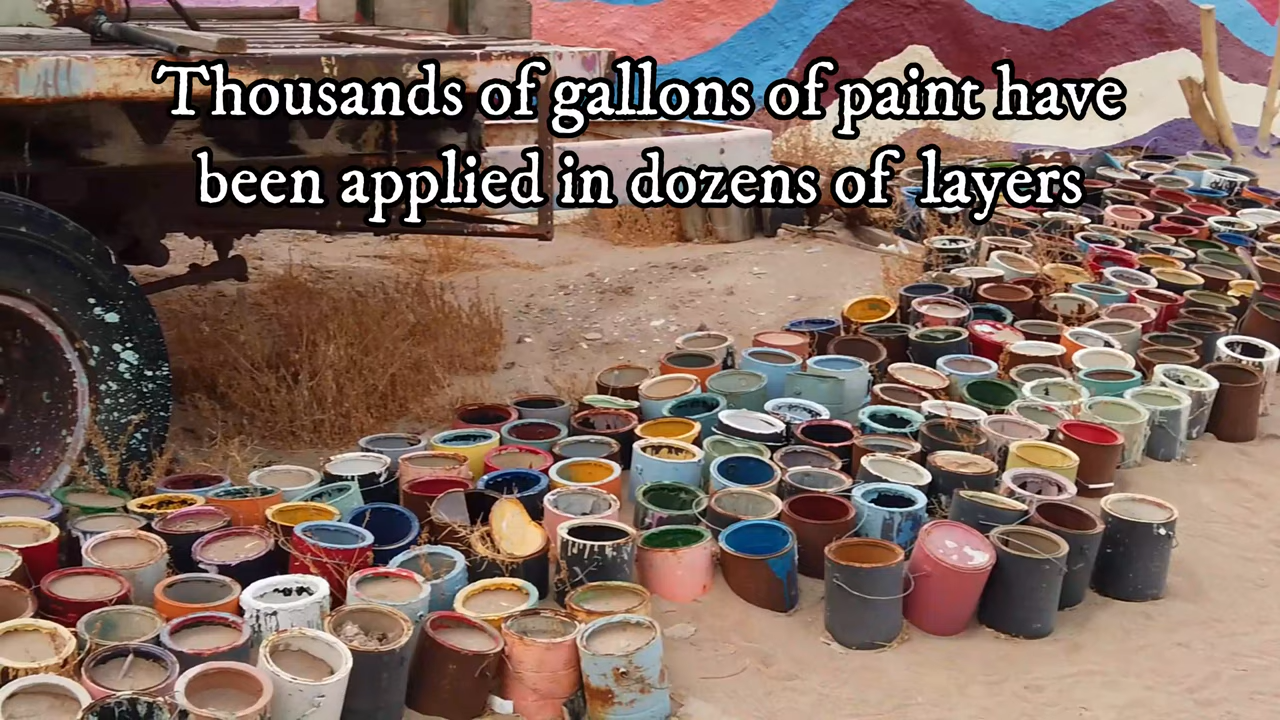 Thousands of gallons of paint have
been applied in dozens of layers